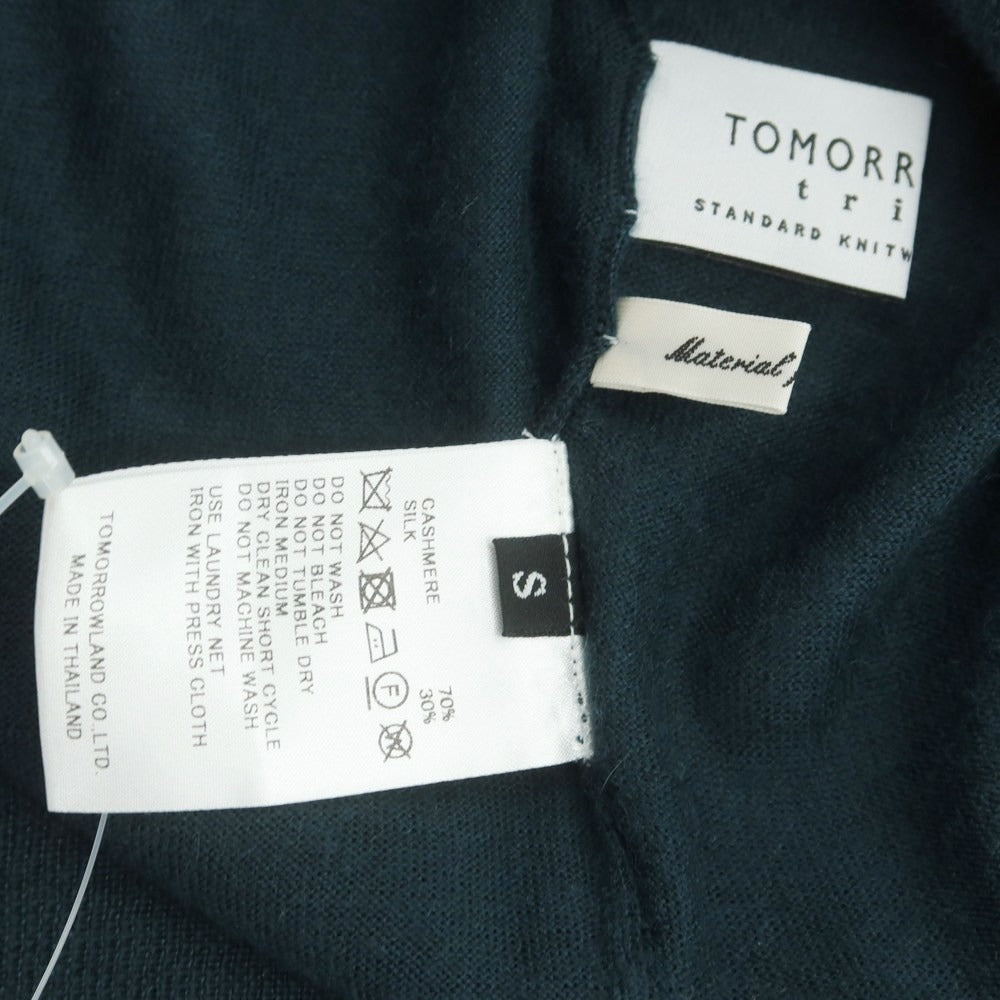 TOMORR
tri
STANDARD KNITW
Material
S
CASHMERE 70%
SILK 30%
F
DO NOT WASH
DO NOT BLEACH
DO NOT TUMBLE DRY
IRON MEDIUM
DRY CLEAN SHORT CYCLE
DO NOT MACHINE WASH
USE LAUNDRY NET
IRON WITH PRESS CLOTH
TOMORROWLAND CO.,LTD.
MADE IN THAILAND